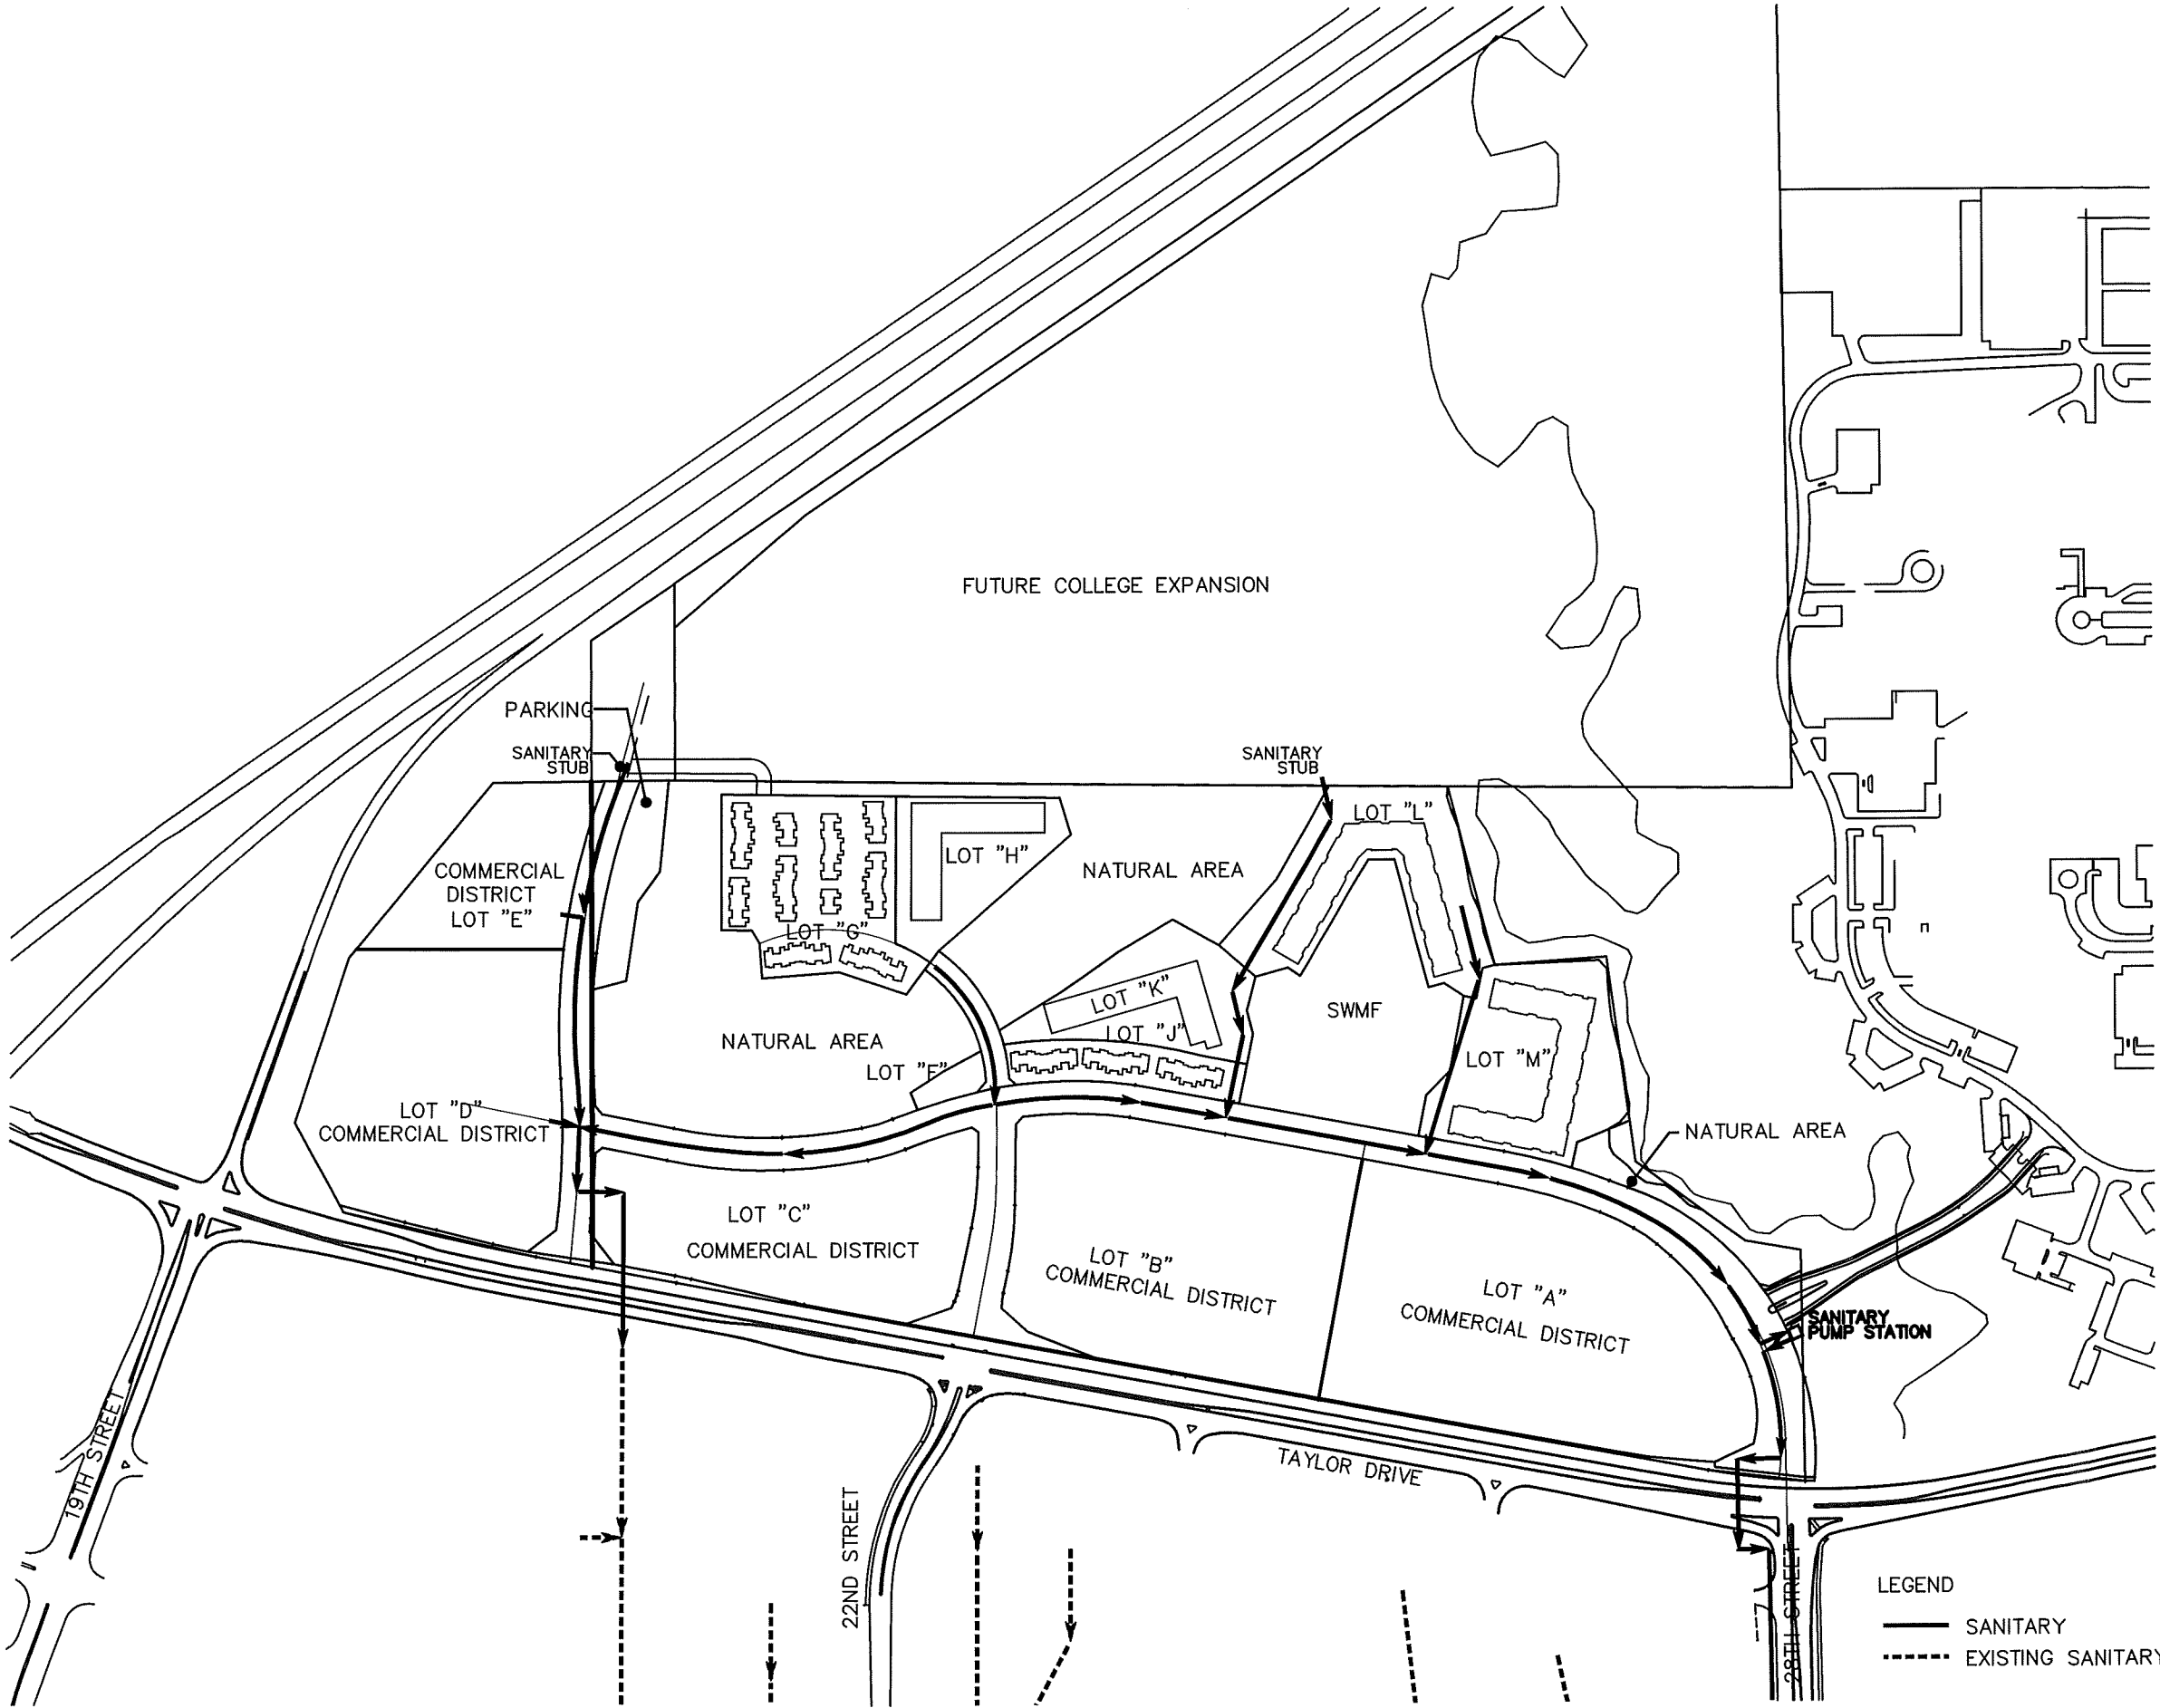 FUTURE COLLEGE EXPANSION
PARKING
SANITARY
STUB
SANITARY
STUB
LOT "L"
COMMERCIAL
DISTRICT
LOT "E"
LOT "H"
NATURAL AREA
LOT "G"
LOT "K"
SWMF
LOT "J"
NATURAL AREA
LOT "F"
LOT "M"
LOT "D"
COMMERCIAL DISTRICT
NATURAL AREA
LOT "C"
COMMERCIAL DISTRICT
LOT "B"
COMMERCIAL DISTRICT
LOT "A"
COMMERCIAL DISTRICT
SANITARY
PUMP STATION
19TH STREET
22ND STREET
TAYLOR DRIVE
28TH STREET
LEGEND
SANITARY
EXISTING SANITARY